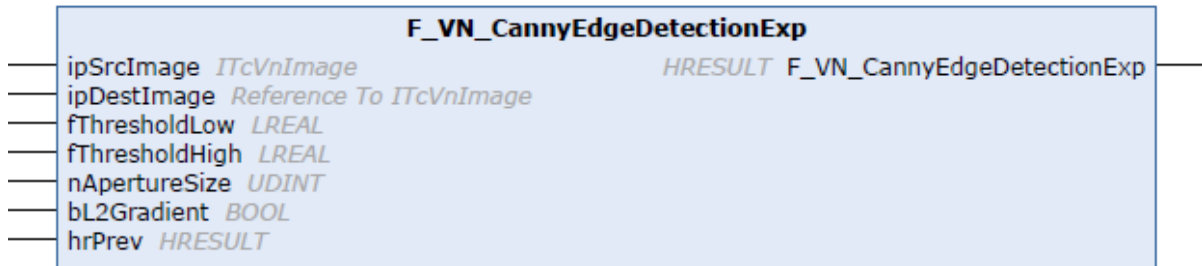 F_VN_CannyEdgeDetectionExp
ipSrcImage ITcVnImage HRESULT F_VN_CannyEdgeDetectionExp
ipDestImage Reference To ITcVnImage
fThresholdLow LREAL
fThresholdHigh LREAL
nApertureSize UDINT
bL2Gradient BOOL
hrPrev HRESULT